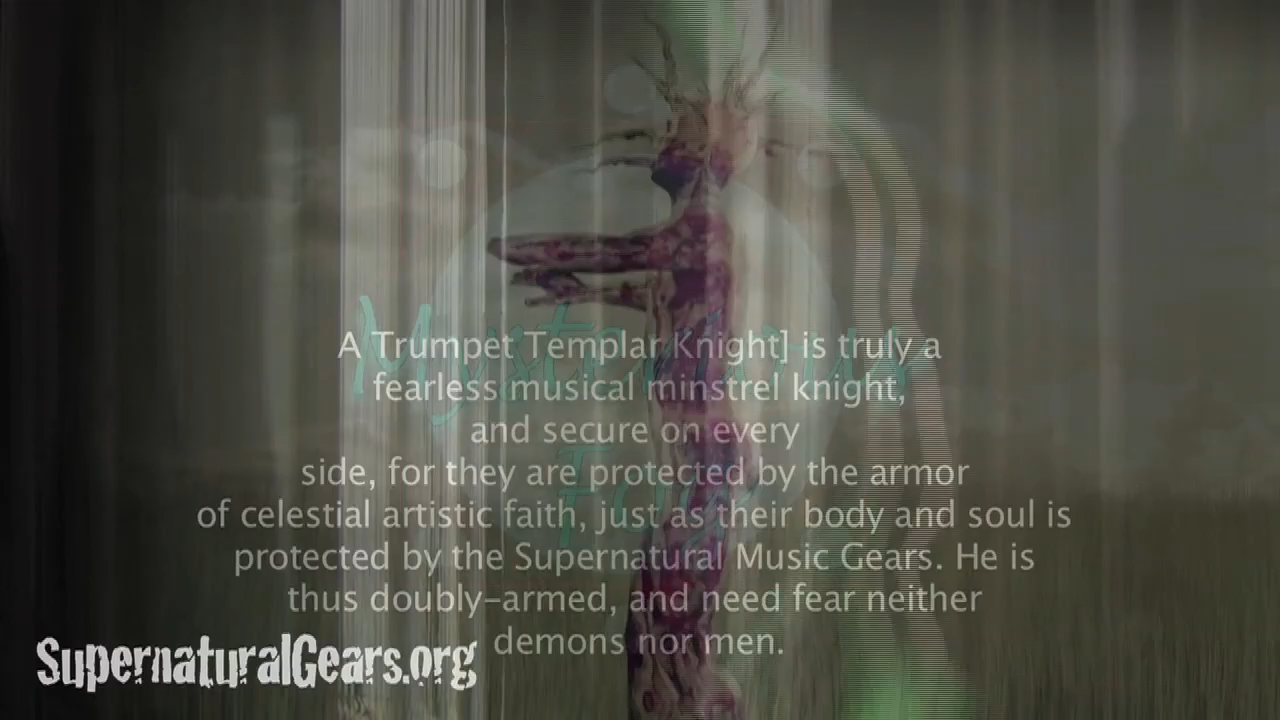 Mysterious
A Trumpet Templar Knight] is truly a
fearless musical minstrel knight,
and secure on every
side, for they are protected by the armor
of celestial artistic faith, just as their body and soul is
protected by the Supernatural Music Gears. He is
thus doubly-armed, and need fear neither
demons nor men.
SupernaturalGears.org